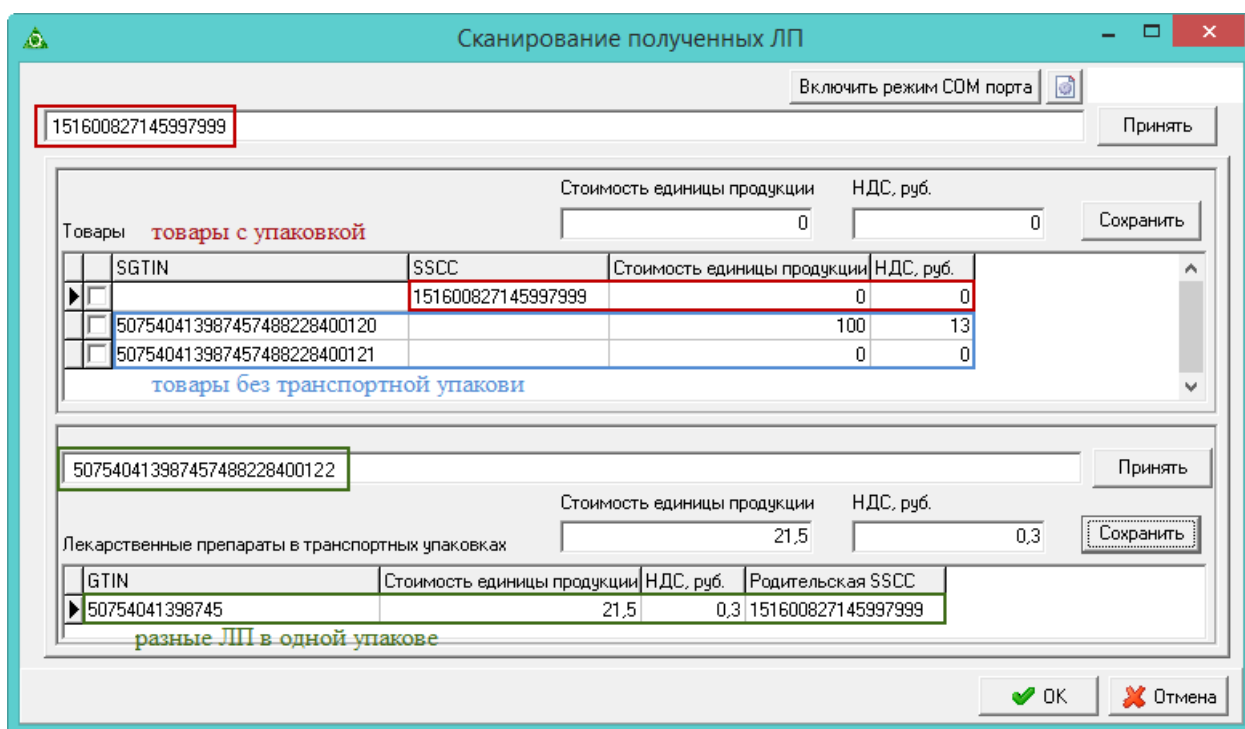 Сканирование полученных ЛП
Включить режим COM порта
151600827145997999
Принять
Стоимость единицы продукции НДС, руб.
0 0 Сохранить
Товары товары с упаковкой
SGTIN SSCC Стоимость единицы продукции НДС, руб.
151600827145997999 0 0
507540413987457488228400120 100 13
507540413987457488228400121 0 0
товары без транспортной упакови
507540413987457488228400122 Принять
Стоимость единицы продукции НДС, руб.
21,5 0,3 Сохранить
Лекарственные препараты в транспортных упаковках
GTIN Стоимость единицы продукции НДС, руб. Родительская SSCC
50754041398745 21,5 0,3 151600827145997999
разные ЛП в одной упакове
OK Отмена